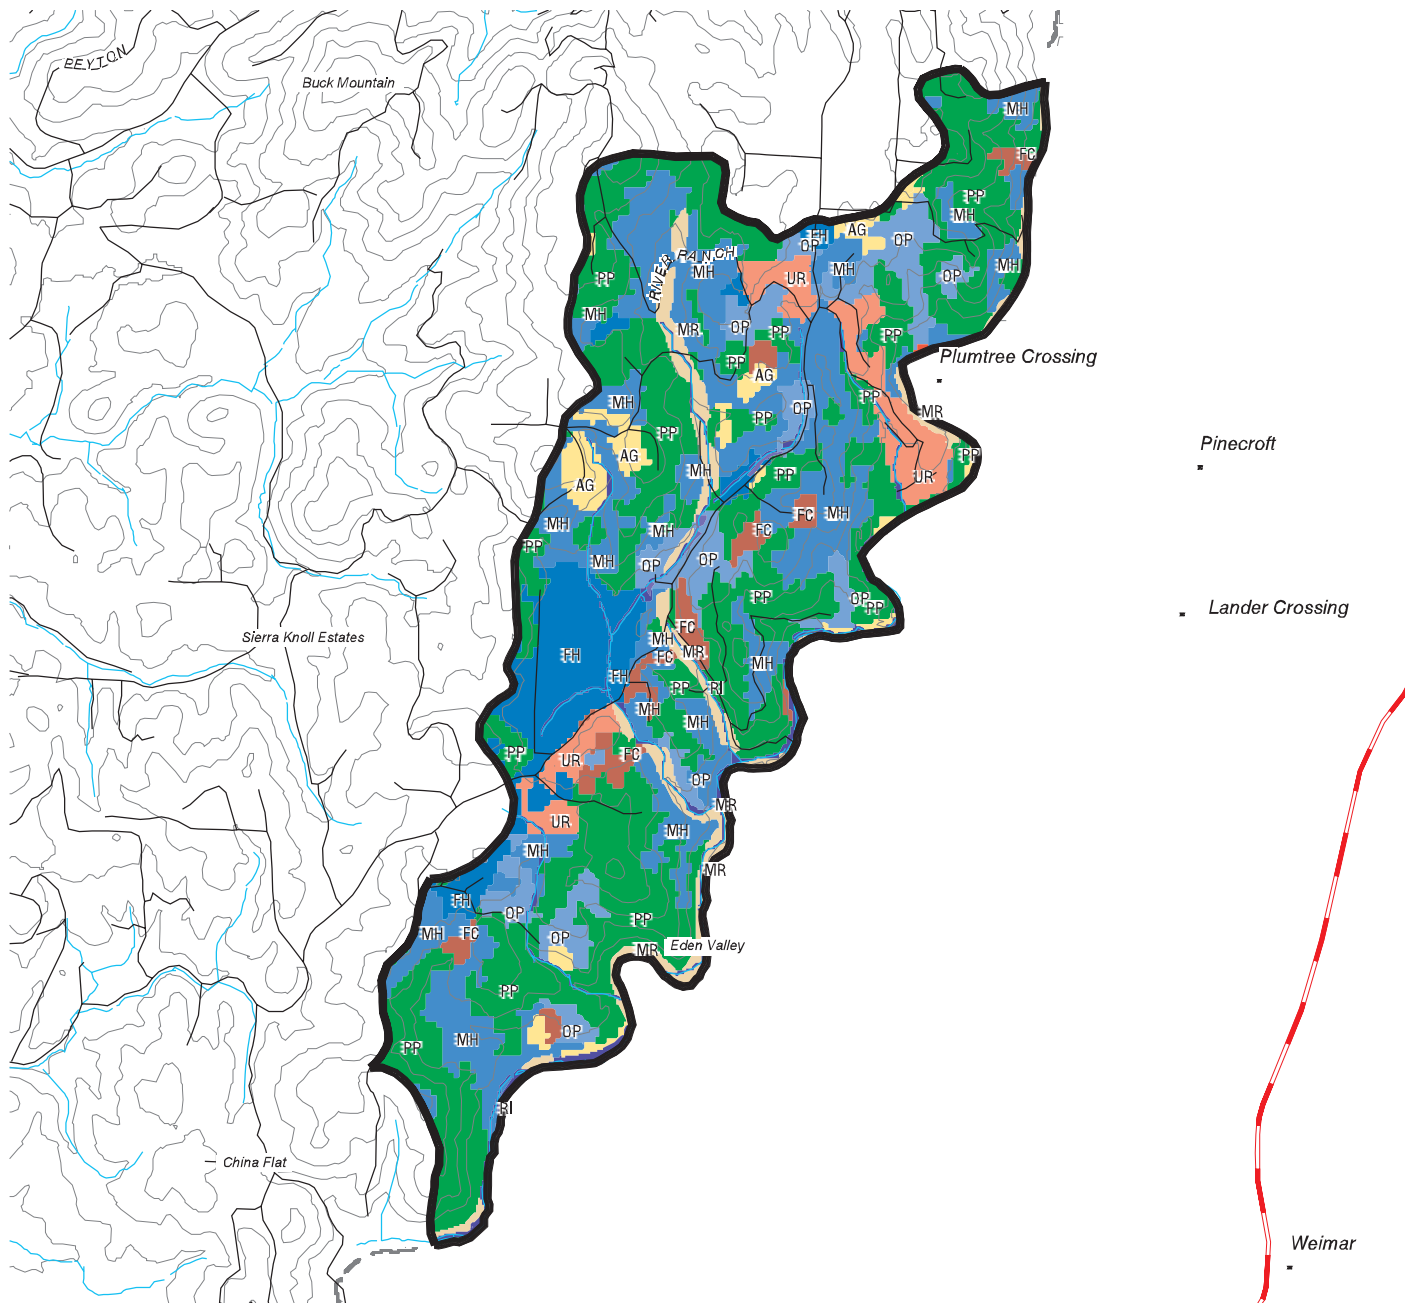 PEYTON
Buck Mountain
MH
FC
PP
MH
FH
AG
OP
OP
RIVER RANCH
MH
MH
MH
PP
UR
OP
MH
MR
OP
PP
PP
PP
Plumtree Crossing
AG
MH
PP
OP
MR
PP
PP
Pinecroft
AG
PP
MH
PP
UR
AG
MH
FC
MH
MH
FC
PP
MH
OP
OP
PP
OP
PP
Lander Crossing
FC
Sierra Knoll Estates
MH
MR
FH
FC
MH
FH
PP
RI
MH
MH
PP
UR
FC
OP
MR
UR
MH
MH
MR
FH
OP
PP
MH
FC
OP
MR
Eden Valley
PP
OP
MH
PP
RI
China Flat
Weimar